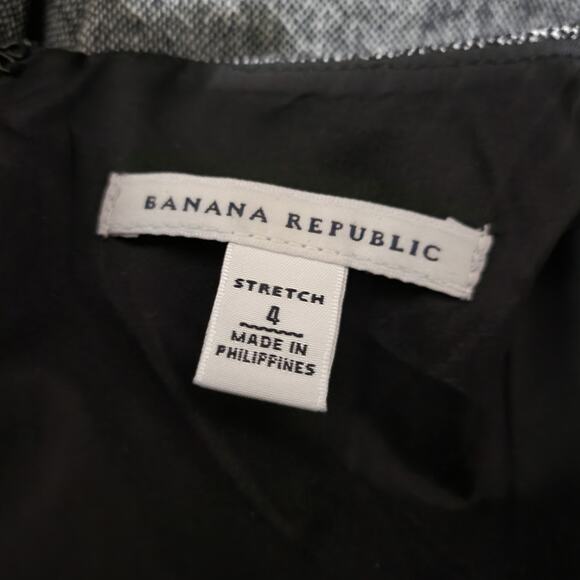 BANANA REPUBLIC
STRETCH
4
MADE IN
PHILIPPINES